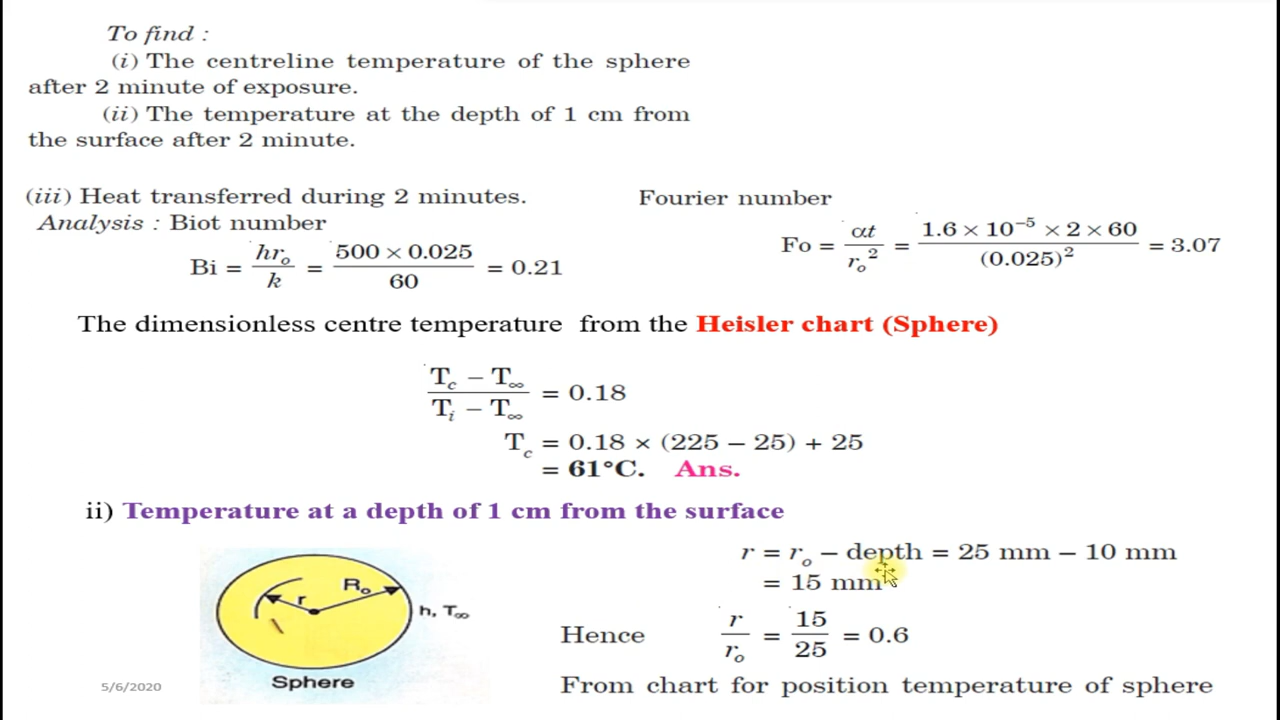 To find :
(i) The centreline temperature of the sphere
after 2 minute of exposure.
(ii) The temperature at the depth of 1 cm from
the surface after 2 minute.
(iii) Heat transferred during 2 minutes.
Analysis : Biot number
Bi = hr₀/k = 500 × 0.025/60 = 0.21
Fourier number
Fo = αt/r₀² = 1.6 × 10⁻⁵ × 2 × 60/(0.025)² = 3.07
The dimensionless centre temperature from the Heisler chart (Sphere)
T_c – T_∞/T_i – T_∞ = 0.18
T_c = 0.18 × (225 – 25) + 25
= 61°C. Ans.
ii) Temperature at a depth of 1 cm from the surface
r = r₀ – depth = 25 mm – 10 mm
= 15 mm
Hence r/r₀ = 15/25 = 0.6
From chart for position temperature of sphere
r R₀ h, T∞
Sphere
5/6/2020